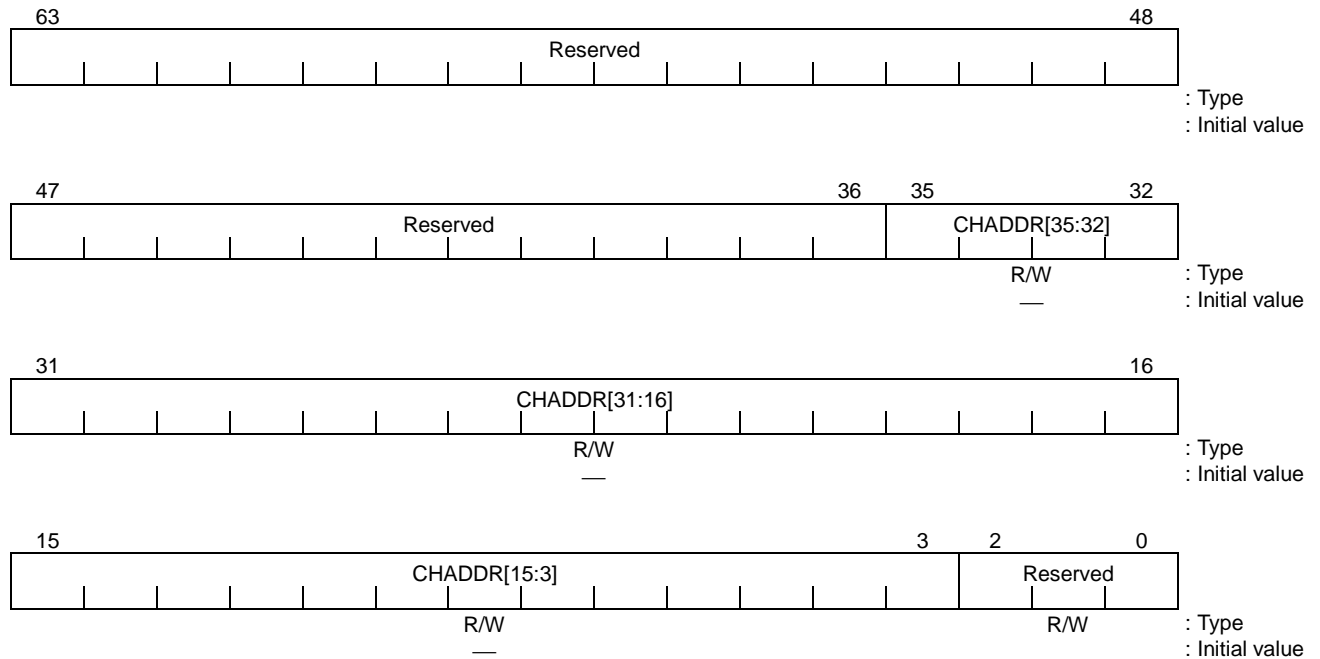 63 48
Reserved
: Type
: Initial value
47 36 35 32
Reserved CHADDR[35:32]
R/W : Type
— : Initial value
31 16
CHADDR[31:16]
R/W : Type
— : Initial value
15 3 2 0
CHADDR[15:3] Reserved
R/W R/W : Type
— : Initial value